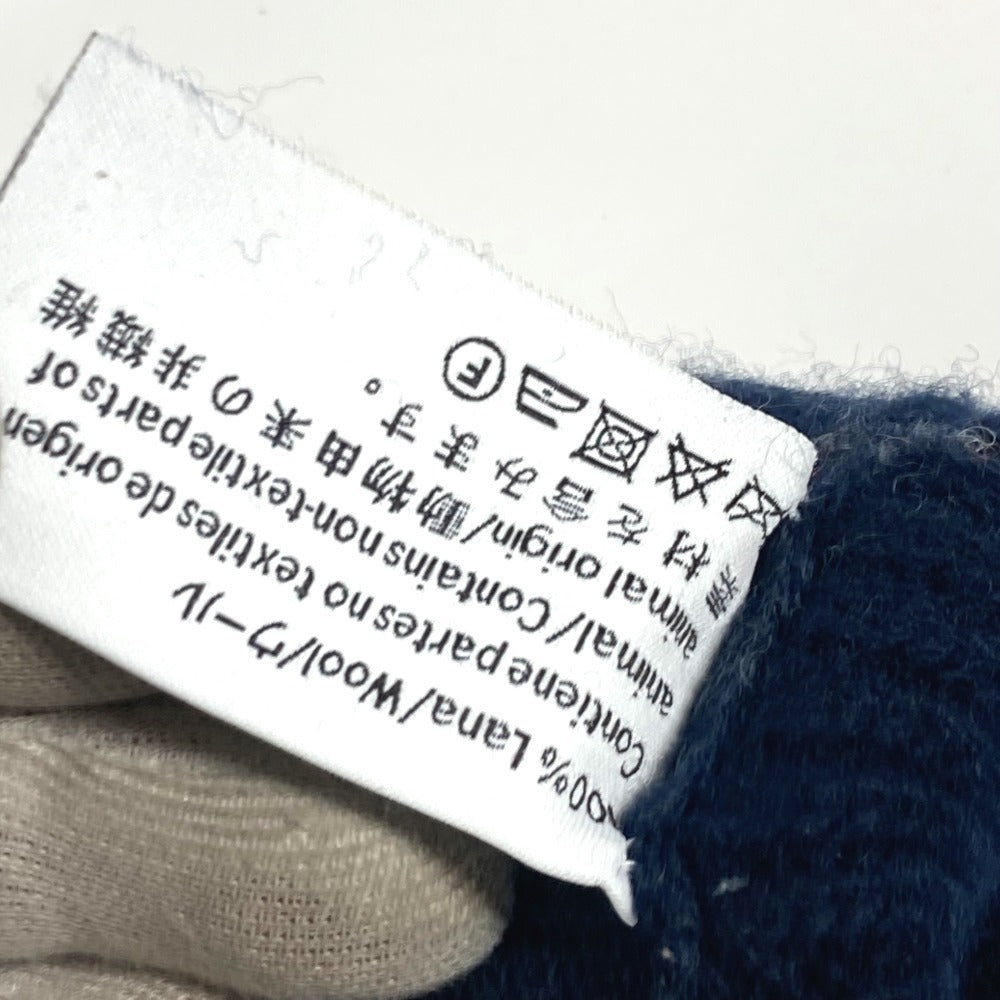 100% Lana/Wool/ウール
Contiene partes no textiles de origen
animal/ Contains non-textile parts of
animal origin/動物由来の非繊維
材を含みます。
F